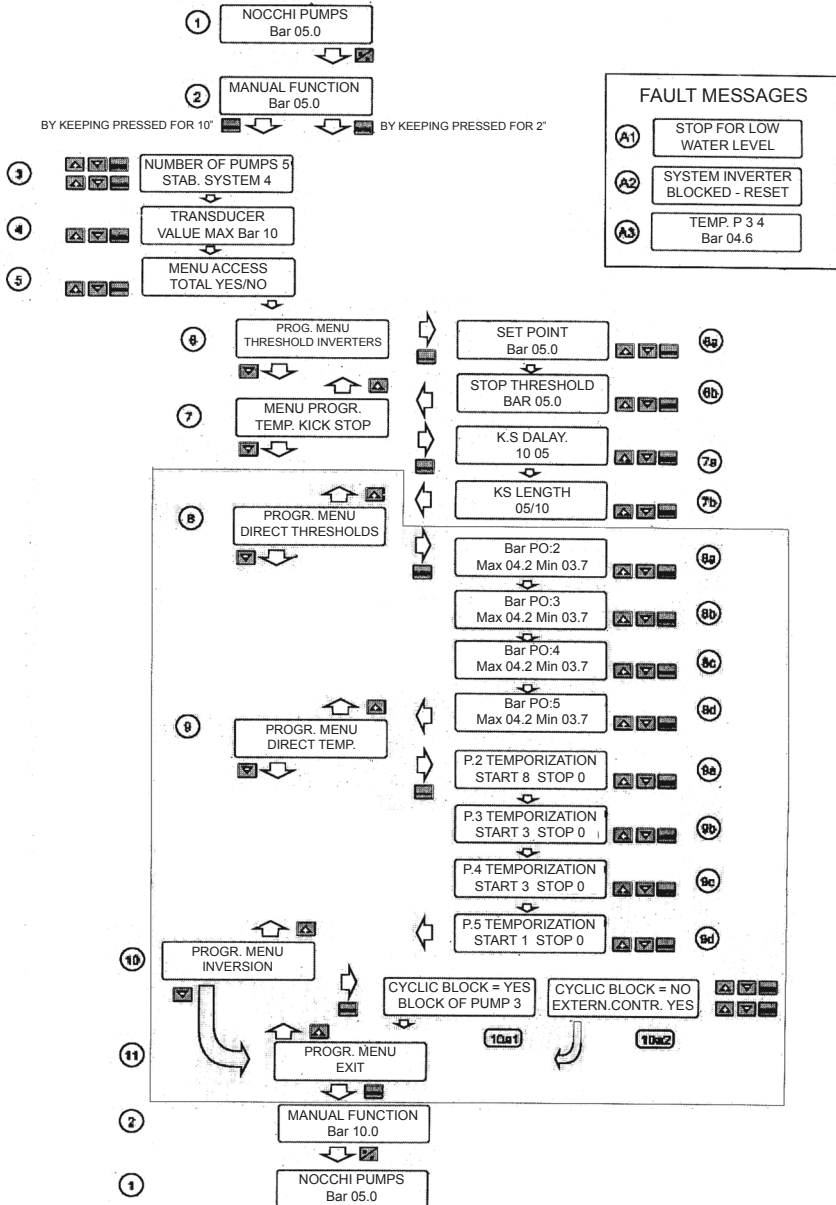 1
NOCCHI PUMPS
Bar 05.0
2
MANUAL FUNCTION
Bar 05.0
BY KEEPING PRESSED FOR 10"
BY KEEPING PRESSED FOR 2"
FAULT MESSAGES
A1
STOP FOR LOW
WATER LEVEL
A2
SYSTEM INVERTER
BLOCKED - RESET
A3
TEMP. P 3 4
Bar 04.6
3
NUMBER OF PUMPS 5
STAB. SYSTEM 4
4
TRANSDUCER
VALUE MAX Bar 10
5
MENU ACCESS
TOTAL YES/NO
6
PROG. MENU
THRESHOLD INVERTERS
SET POINT
Bar 05.0
6a
STOP THRESHOLD
BAR 05.0
6b
7
MENU PROGR.
TEMP. KICK STOP
K.S DALAY.
10 05
7a
KS LENGTH
05/10
7b
8
PROGR. MENU
DIRECT THRESHOLDS
Bar PO:2
Max 04.2 Min 03.7
8a
Bar PO:3
Max 04.2 Min 03.7
8b
Bar PO:4
Max 04.2 Min 03.7
8c
Bar PO:5
Max 04.2 Min 03.7
8d
9
PROGR. MENU
DIRECT TEMP.
P.2 TEMPORIZATION
START 8 STOP 0
9a
P.3 TEMPORIZATION
START 3 STOP 0
9b
P.4 TEMPORIZATION
START 3 STOP 0
9c
P.5 TEMPORIZATION
START 1 STOP 0
9d
10
PROGR. MENU
INVERSION
CYCLIC BLOCK = YES
BLOCK OF PUMP 3
10a1
CYCLIC BLOCK = NO
EXTERN.CONTR. YES
10a2
11
PROGR. MENU
EXIT
2
MANUAL FUNCTION
Bar 10.0
1
NOCCHI PUMPS
Bar 05.0